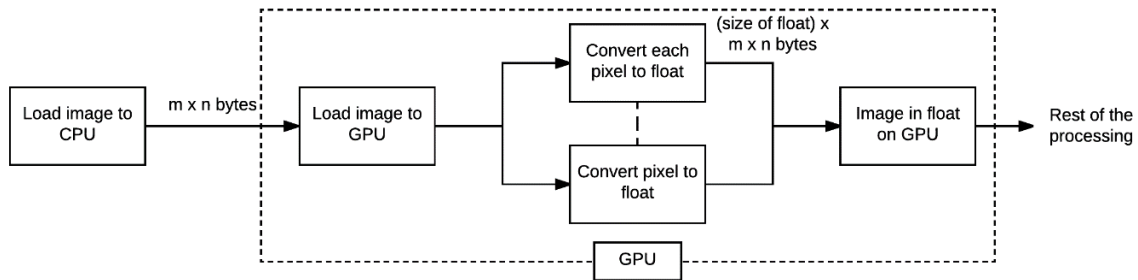 Load image to
CPU
m x n bytes
Load image to
GPU
Convert each
pixel to float
Convert pixel to
float
(size of float) x
m x n bytes
Image in float
on GPU
Rest of the
processing
GPU